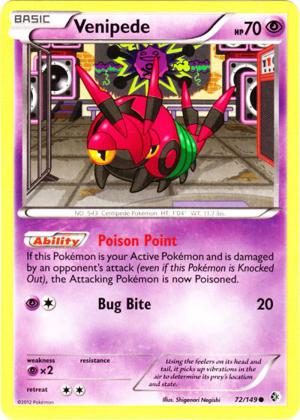 BASIC
Venipede
HP70
NO. 543 Centipede Pokémon HT: 1'04" WT: 11.7 lbs.
Ability Poison Point
If this Pokémon is your Active Pokémon and is damaged
by an opponent's attack (even if this Pokémon is Knocked
Out), the Attacking Pokémon is now Poisoned.
Bug Bite 20
weakness resistance
×2
retreat
Using the feelers on its head and
tail, it picks up vibrations in the
air to determine its prey's location
and state.
©2012 Pokémon
Illus. Shigenori Negishi
72/149